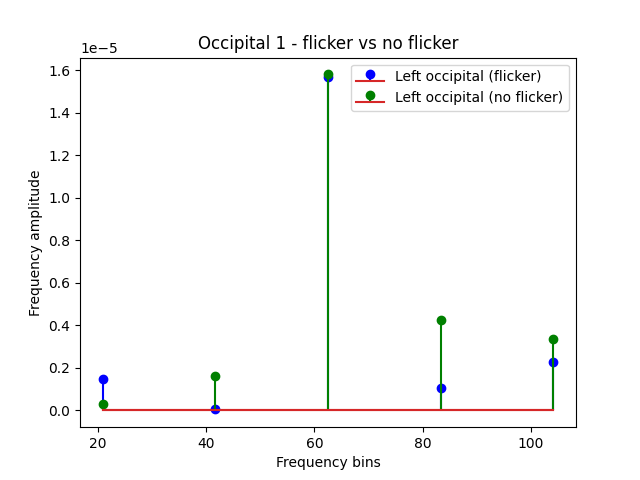 Occipital 1 - flicker vs no flicker
1e−5
Left occipital (flicker)
Left occipital (no flicker)
1.6
1.4
1.2
1.0
0.8
0.6
0.4
0.2
0.0
Frequency amplitude
20 40 60 80 100
Frequency bins